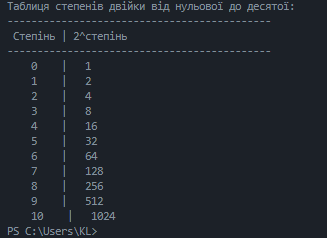 Таблиця степенів двійки від нульової до десятої:
----------------------------------------
Степінь | 2^степінь
----------------------------------------
0 | 1
1 | 2
2 | 4
3 | 8
4 | 16
5 | 32
6 | 64
7 | 128
8 | 256
9 | 512
10 | 1024
PS C:\Users\KL>